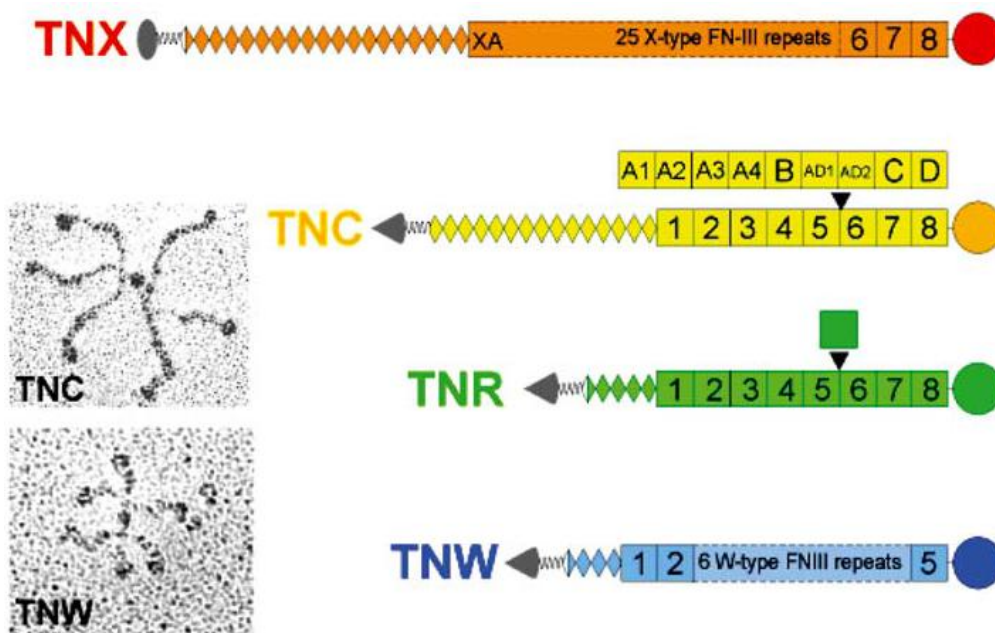 TNX XA 25 X-type FN-III repeats 6 7 8
A1 A2 A3 A4 B AD1 AD2 C D
TNC 1 2 3 4 5 6 7 8
TNC
TNR 1 2 3 4 5 6 7 8
TNW 1 2 6 W-type FNIII repeats 5
TNW